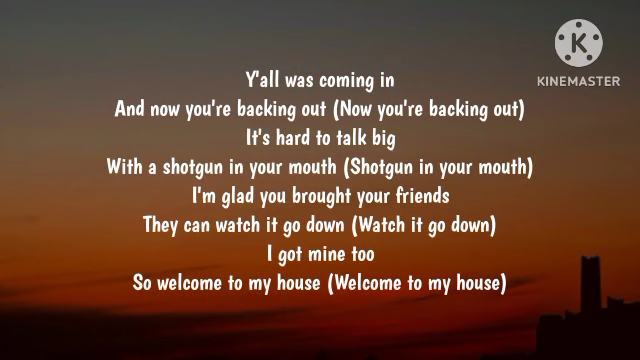 KINEMASTER
Y'all was coming in
And now you're backing out (Now you're backing out)
It's hard to talk big
With a shotgun in your mouth (Shotgun in your mouth)
I'm glad you brought your friends
They can watch it go down (Watch it go down)
I got mine too
So welcome to my house (Welcome to my house)